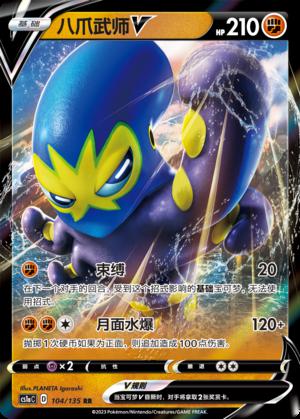 基础 八爪武师V HP210
束缚 20
在下一个对手的回合，受到这个招式影响的基础宝可梦，无法
使用招式。
月面水爆 120+
抛掷1次硬币如果为正面，则追加造成100点伤害。
弱点 ×2 抵抗力 撤退
Illus. PLANETA Igarashi
V规则
cs1aC D 104/135 RR
当宝可梦V昏厥时，对手将拿取2张奖赏卡。
©2023 Pokémon/Nintendo/Creatures/GAME FREAK.